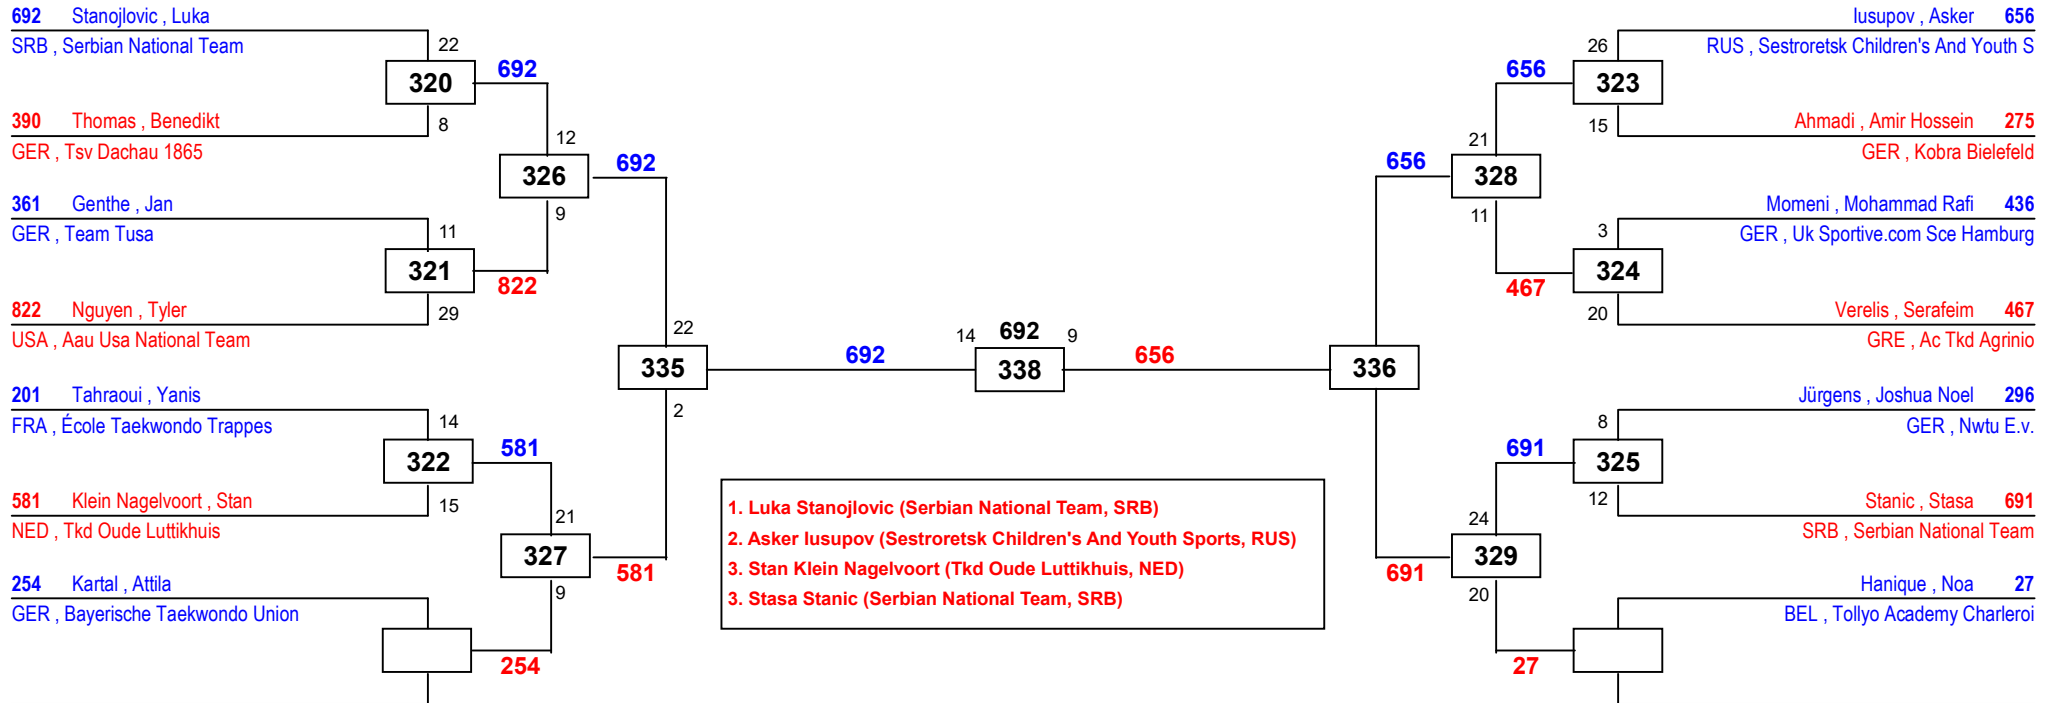 692 Stanojlovic , Luka
SRB , Serbian National Team
22
320
692
8
390 Thomas , Benedikt
GER , Tsv Dachau 1865
12
326
692
9
361 Genthe , Jan
GER , Team Tusa
11
321
822
29
822 Nguyen , Tyler
USA , Aau Usa National Team
22
335
692
2
201 Tahraoui , Yanis
FRA , École Taekwondo Trappes
14
322
581
15
581 Klein Nagelvoort , Stan
NED , Tkd Oude Luttikhuis
21
327
581
9
254 Kartal , Attila
GER , Bayerische Taekwondo Union
254
14 692 9
338
656
1. Luka Stanojlovic (Serbian National Team, SRB)
2. Asker Iusupov (Sestroretsk Children's And Youth Sports, RUS)
3. Stan Klein Nagelvoort (Tkd Oude Luttikhuis, NED)
3. Stasa Stanic (Serbian National Team, SRB)
336
Iusupov , Asker 656
RUS , Sestroretsk Children's And Youth S
26
656
323
15
Ahmadi , Amir Hossein 275
GER , Kobra Bielefeld
21
656
328
11
Momeni , Mohammad Rafi 436
GER , Uk Sportive.com Sce Hamburg
3
324
467
20
Verelis , Serafeim 467
GRE , Ac Tkd Agrinio
Jürgens , Joshua Noel 296
GER , Nwtu E.v.
8
691
325
12
Stanic , Stasa 691
SRB , Serbian National Team
24
329
691
20
Hanique , Noa 27
BEL , Tollyo Academy Charleroi
27